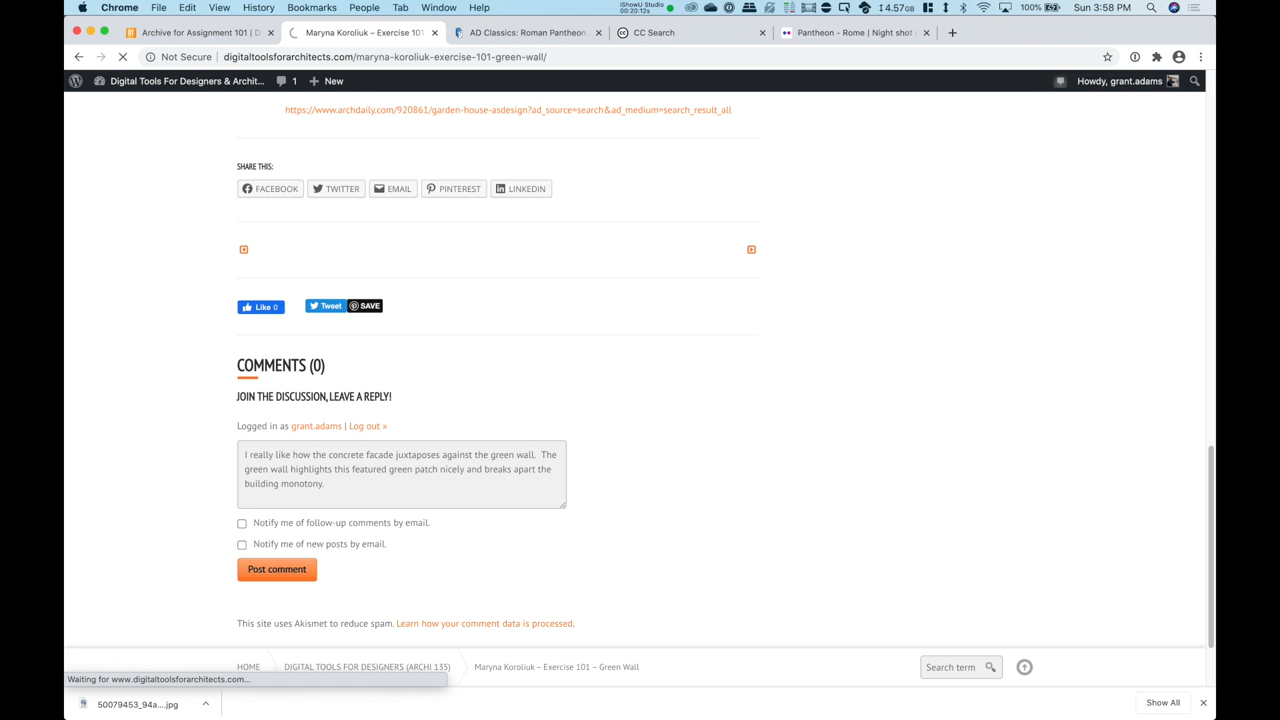 Chrome File Edit View History Bookmarks People Tab Window Help
iShowU Studio
00:20:12s
4.57GB
100%
Sun 3:58 PM
Archive for Assignment 101 | D
Maryna Koroliuk – Exercise 101
AD Classics: Roman Pantheon
CC Search
Pantheon - Rome | Night shot
Not Secure | digitaltoolsforarchitects.com/maryna-koroliuk-exercise-101-green-wall/
Digital Tools For Designers & Archit... 1 + New
Howdy, grant.adams
https://www.archdaily.com/920861/garden-house-asdesign?ad_source=search&ad_medium=search_result_all
SHARE THIS:
FACEBOOK TWITTER EMAIL PINTEREST LINKEDIN
Like 0 Tweet SAVE
COMMENTS (0)
JOIN THE DISCUSSION, LEAVE A REPLY!
Logged in as grant.adams | Log out »
I really like how the concrete facade juxtaposes against the green wall. The
green wall highlights this featured green patch nicely and breaks apart the
building monotony.
Notify me of follow-up comments by email.
Notify me of new posts by email.
Post comment
This site uses Akismet to reduce spam. Learn how your comment data is processed.
HOME DIGITAL TOOLS FOR DESIGNERS (ARCHI 135) Maryna Koroliuk – Exercise 101 – Green Wall
Search term
Waiting for www.digitaltoolsforarchitects.com...
50079453_94a....jpg
Show All